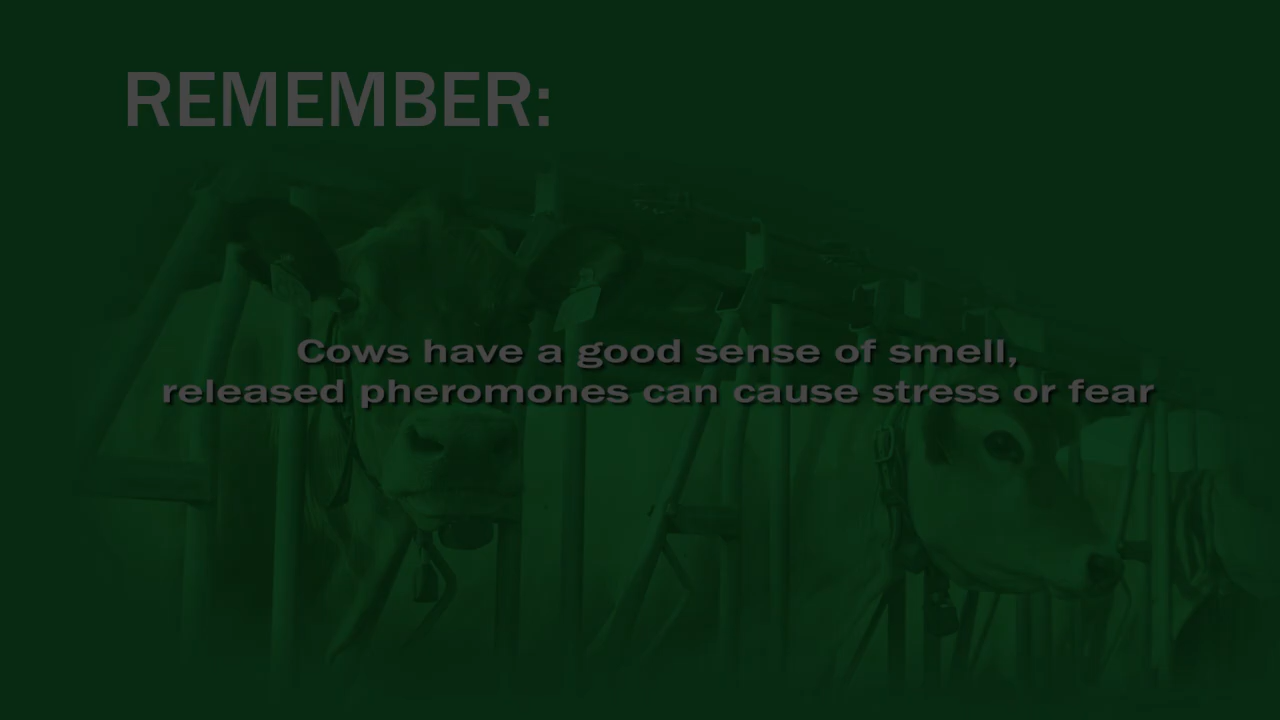 REMEMBER:
Cows have a good sense of smell,
released pheromones can cause stress or fear